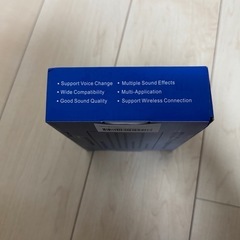 • Support Voice Change • Multiple Sound Effects
• Wide Compatibility • Multi-Application
• Good Sound Quality • Support Wireless Connection